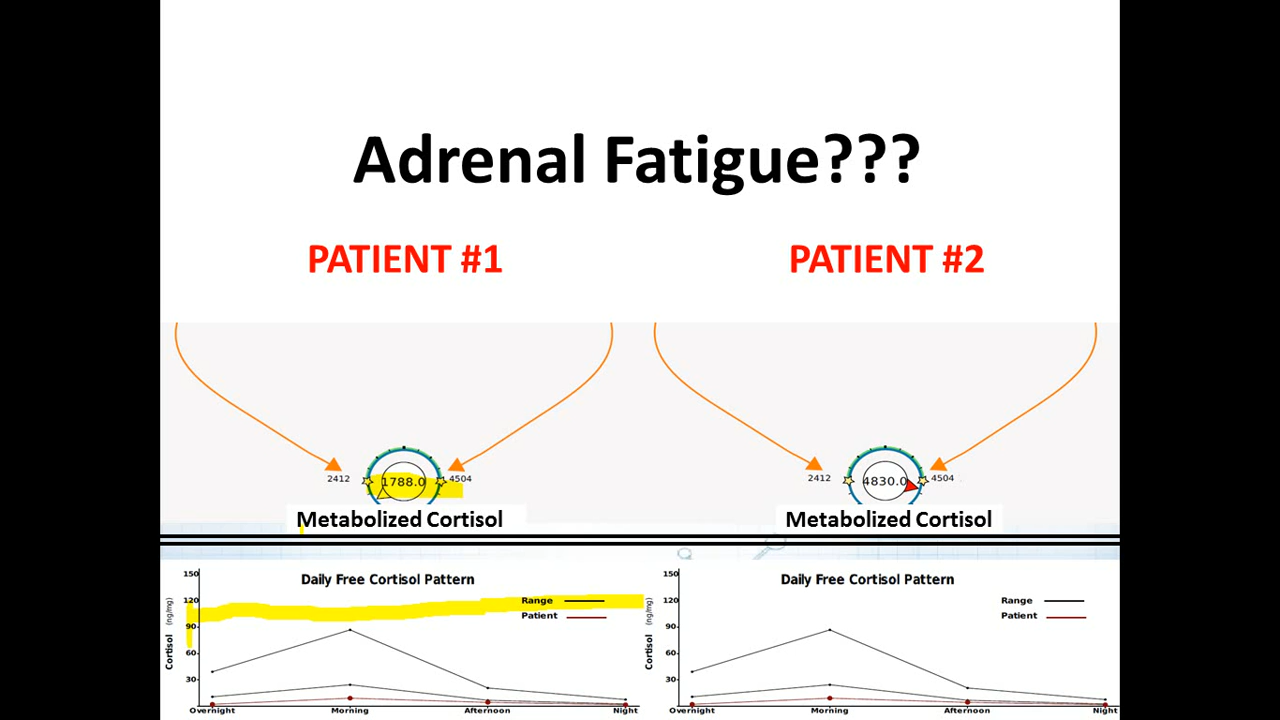 Adrenal Fatigue???
PATIENT #1
PATIENT #2
2412
1788.0
4504
2412
4830.0
4504
Metabolized Cortisol
Metabolized Cortisol
Daily Free Cortisol Pattern
150
120
90
60
30
Cortisol (ng/mg)
Range
Patient
Overnight
Morning
Afternoon
Night
Daily Free Cortisol Pattern
150
120
90
60
30
Cortisol (ng/mg)
Range
Patient
Overnight
Morning
Afternoon
Night